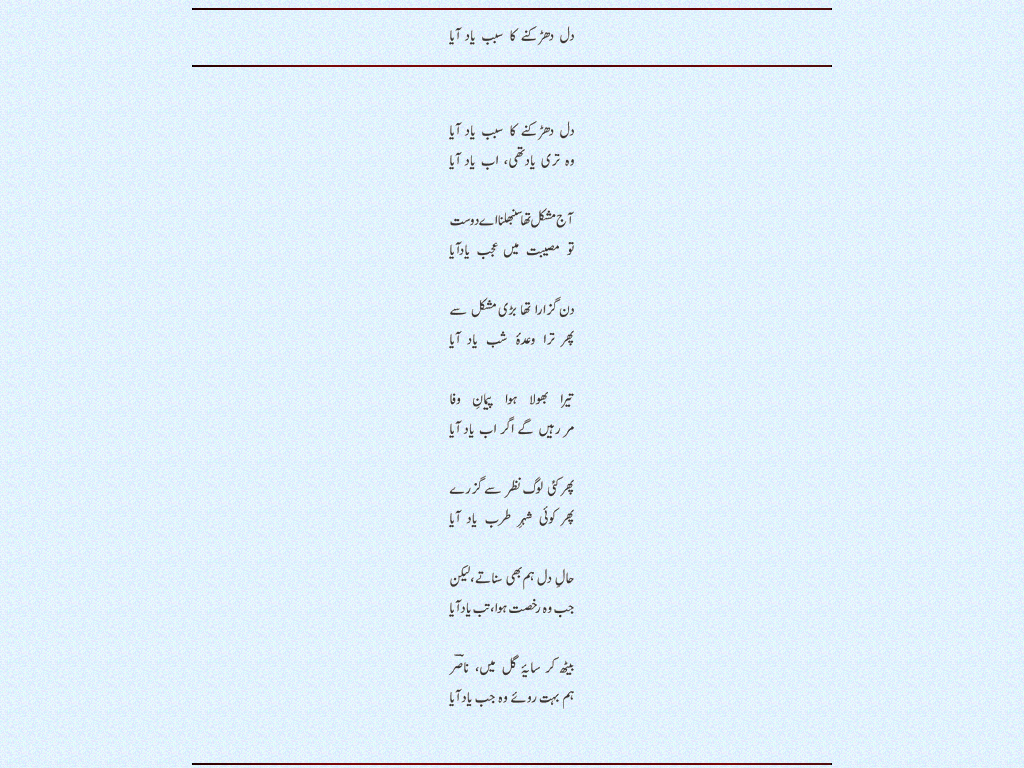 دل دھڑکنے کا سبب یاد آیا
دل دھڑکنے کا سبب یاد آیا
وہ تری یاد تھی، اب یاد آیا
آج مشکل تھا سنبھلنا اے دوست
تو مصیبت میں عجب یاد آیا
دن گزارا تھا بڑی مشکل سے
پھر ترا وعدۂ شب یاد آیا
تیرا بھولا ہوا پیمانِ وفا
مر رہیں گے اگر اب یاد آیا
پھر کئی لوگ نظر سے گزرے
پھر کوئی شہرِ طرب یاد آیا
حالِ دل ہم بھی سناتے، لیکن
جب وہ رخصت ہوا، تب یاد آیا
بیٹھ کر سایۂ گل میں، ناصرؔ
ہم بہت روئے وہ جب یاد آیا